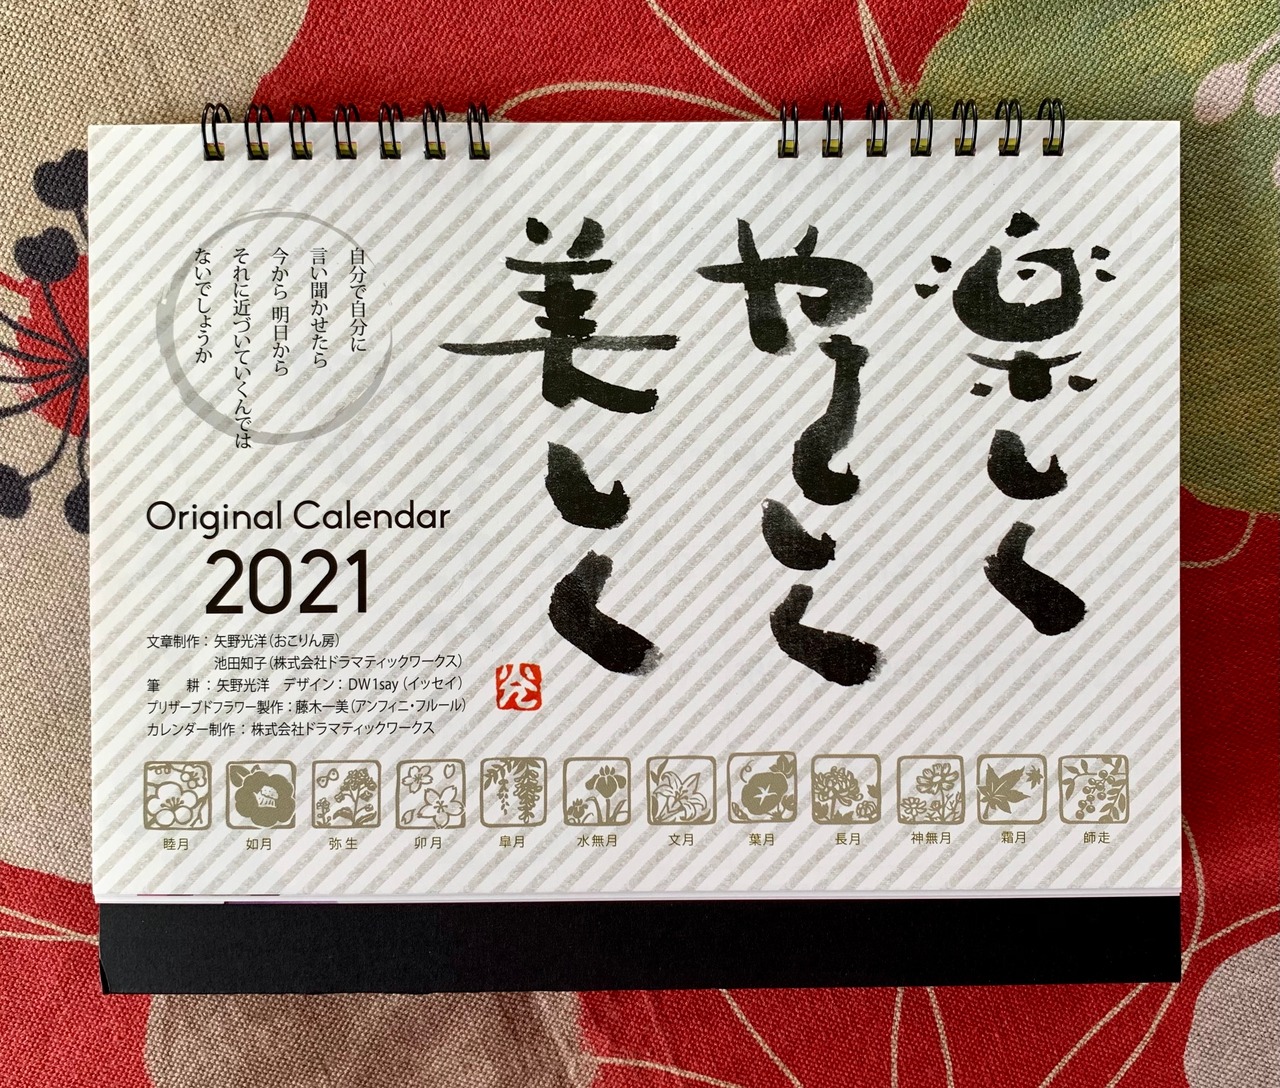 楽しく
やさしく
美しく
自分で自分に
言い聞かせたら
今から 明日から
それに近づいていくんでは
ないでしょうか
Original Calendar
2021
文章制作：矢野光洋（おこりん房）
池田知子（株式会社ドラマティックワークス）
筆　耕：矢野光洋　デザイン：DW1say（イッセイ）
プリザーブドフラワー製作：藤木一美（アンフィニ・フルール）
カレンダー制作：株式会社ドラマティックワークス
睦月 如月 弥生 卯月 皐月 水無月 文月 葉月 長月 神無月 霜月 師走